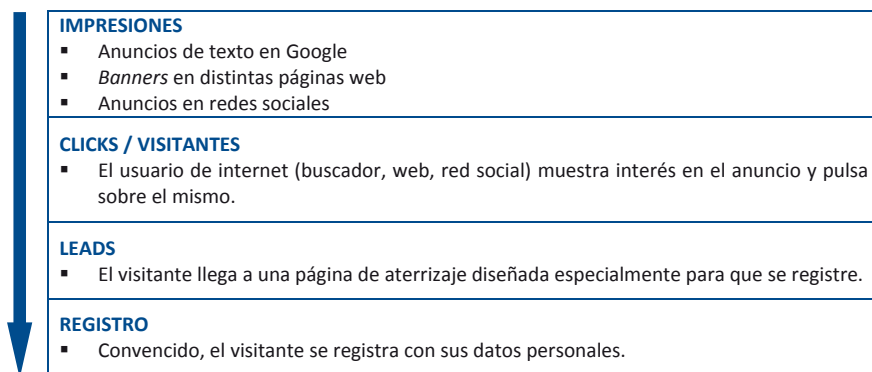 IMPRESIONES
▪ Anuncios de texto en Google
▪ Banners en distintas páginas web
▪ Anuncios en redes sociales
CLICKS / VISITANTES
▪ El usuario de internet (buscador, web, red social) muestra interés en el anuncio y pulsa
sobre el mismo.
LEADS
▪ El visitante llega a una página de aterrizaje diseñada especialmente para que se registre.
REGISTRO
▪ Convencido, el visitante se registra con sus datos personales.